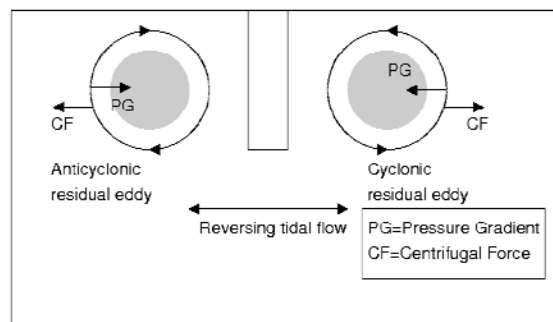 PG
CF
PG
CF
Anticyclonic
residual eddy
Cyclonic
residual eddy
Reversing tidal flow
PG=Pressure Gradient
CF=Centrifugal Force